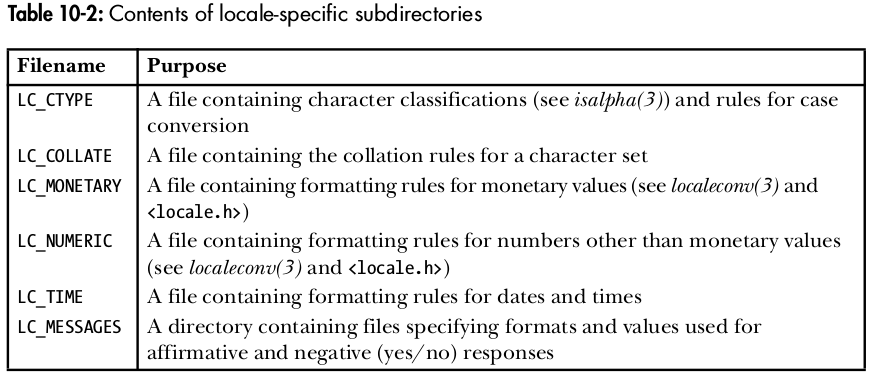 Table 10-2: Contents of locale-specific subdirectories
Filename Purpose
LC_CTYPE A file containing character classifications (see isalpha(3)) and rules for case
conversion
LC_COLLATE A file containing the collation rules for a character set
LC_MONETARY A file containing formatting rules for monetary values (see localeconv(3) and
<locale.h>)
LC_NUMERIC A file containing formatting rules for numbers other than monetary values
(see localeconv(3) and <locale.h>)
LC_TIME A file containing formatting rules for dates and times
LC_MESSAGES A directory containing files specifying formats and values used for
affirmative and negative (yes/no) responses